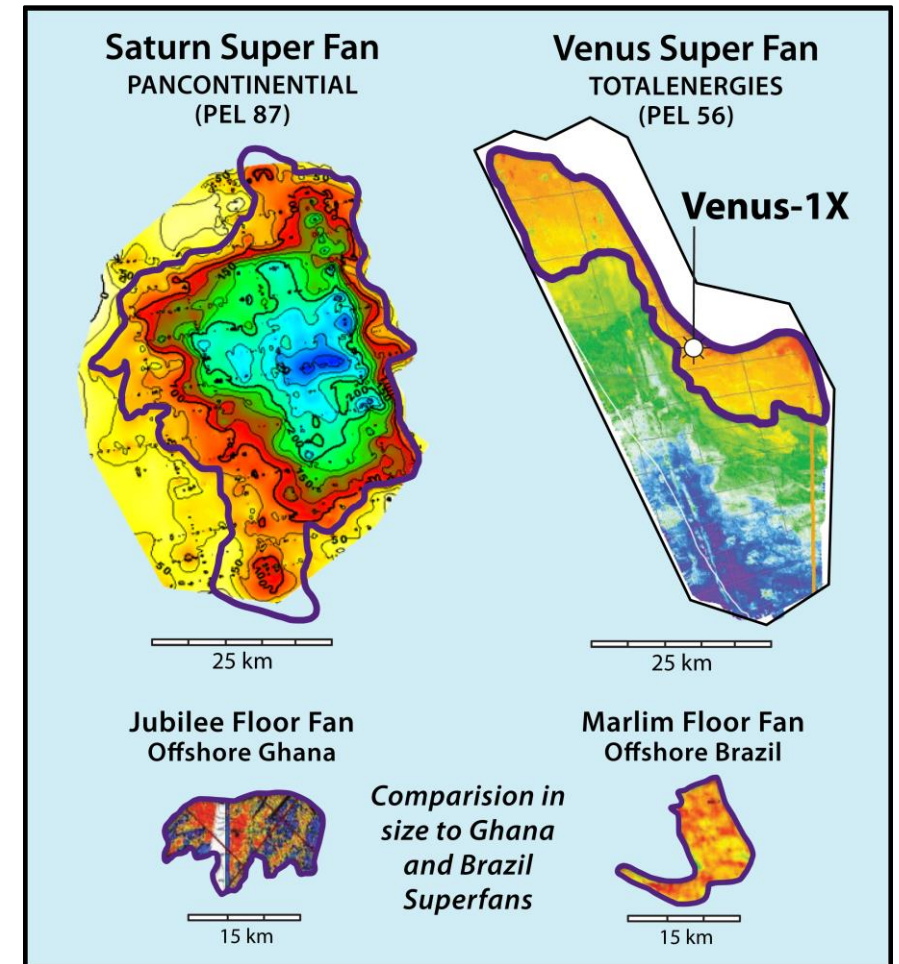 Saturn Super Fan
PANCONTINENTIAL
(PEL 87)
Venus Super Fan
TOTALENERGIES
(PEL 56)
Venus-1X
25 km
25 km
Jubilee Floor Fan
Offshore Ghana
Marlim Floor Fan
Offshore Brazil
Comparision in
size to Ghana
and Brazil
Superfans
15 km
15 km